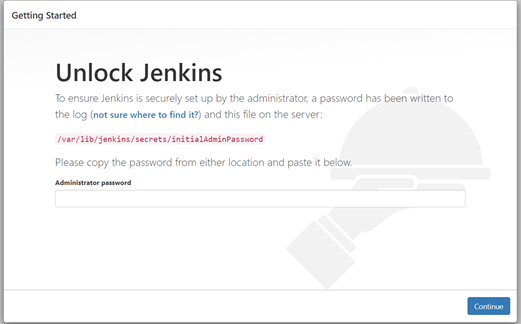 Getting Started
Unlock Jenkins
To ensure Jenkins is securely set up by the administrator, a password has been written to
the log (not sure where to find it?) and this file on the server:
/var/lib/jenkins/secrets/initialAdminPassword
Please copy the password from either location and paste it below.
Administrator password
Continue